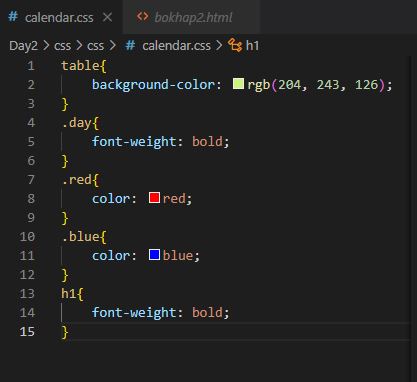 # calendar.css × <> bokhap2.html
Day2 > css > css > # calendar.css > h1
1 table{
2 background-color: rgb(204, 243, 126);
3 }
4 .day{
5 font-weight: bold;
6 }
7 .red{
8 color: red;
9 }
10 .blue{
11 color: blue;
12 }
13 h1{
14 font-weight: bold;
15 }